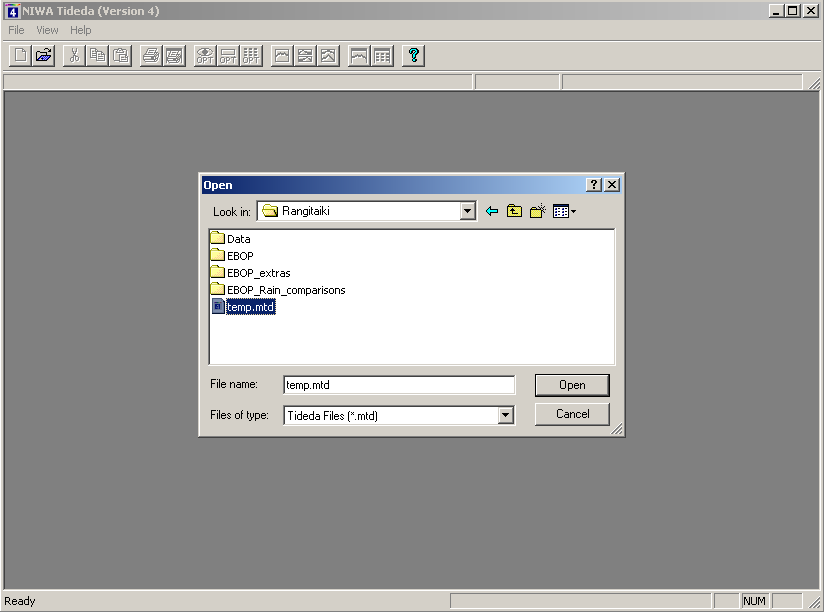 4 NIWA Tideda (Version 4)
File View Help
OPT OPT OPT ?
Open ?
Look in: Rangitaiki
Data
EBOP
EBOP_extras
EBOP_Rain_comparisons
temp.mtd
File name: temp.mtd Open
Files of type: Tideda Files (*.mtd) Cancel
Ready NUM